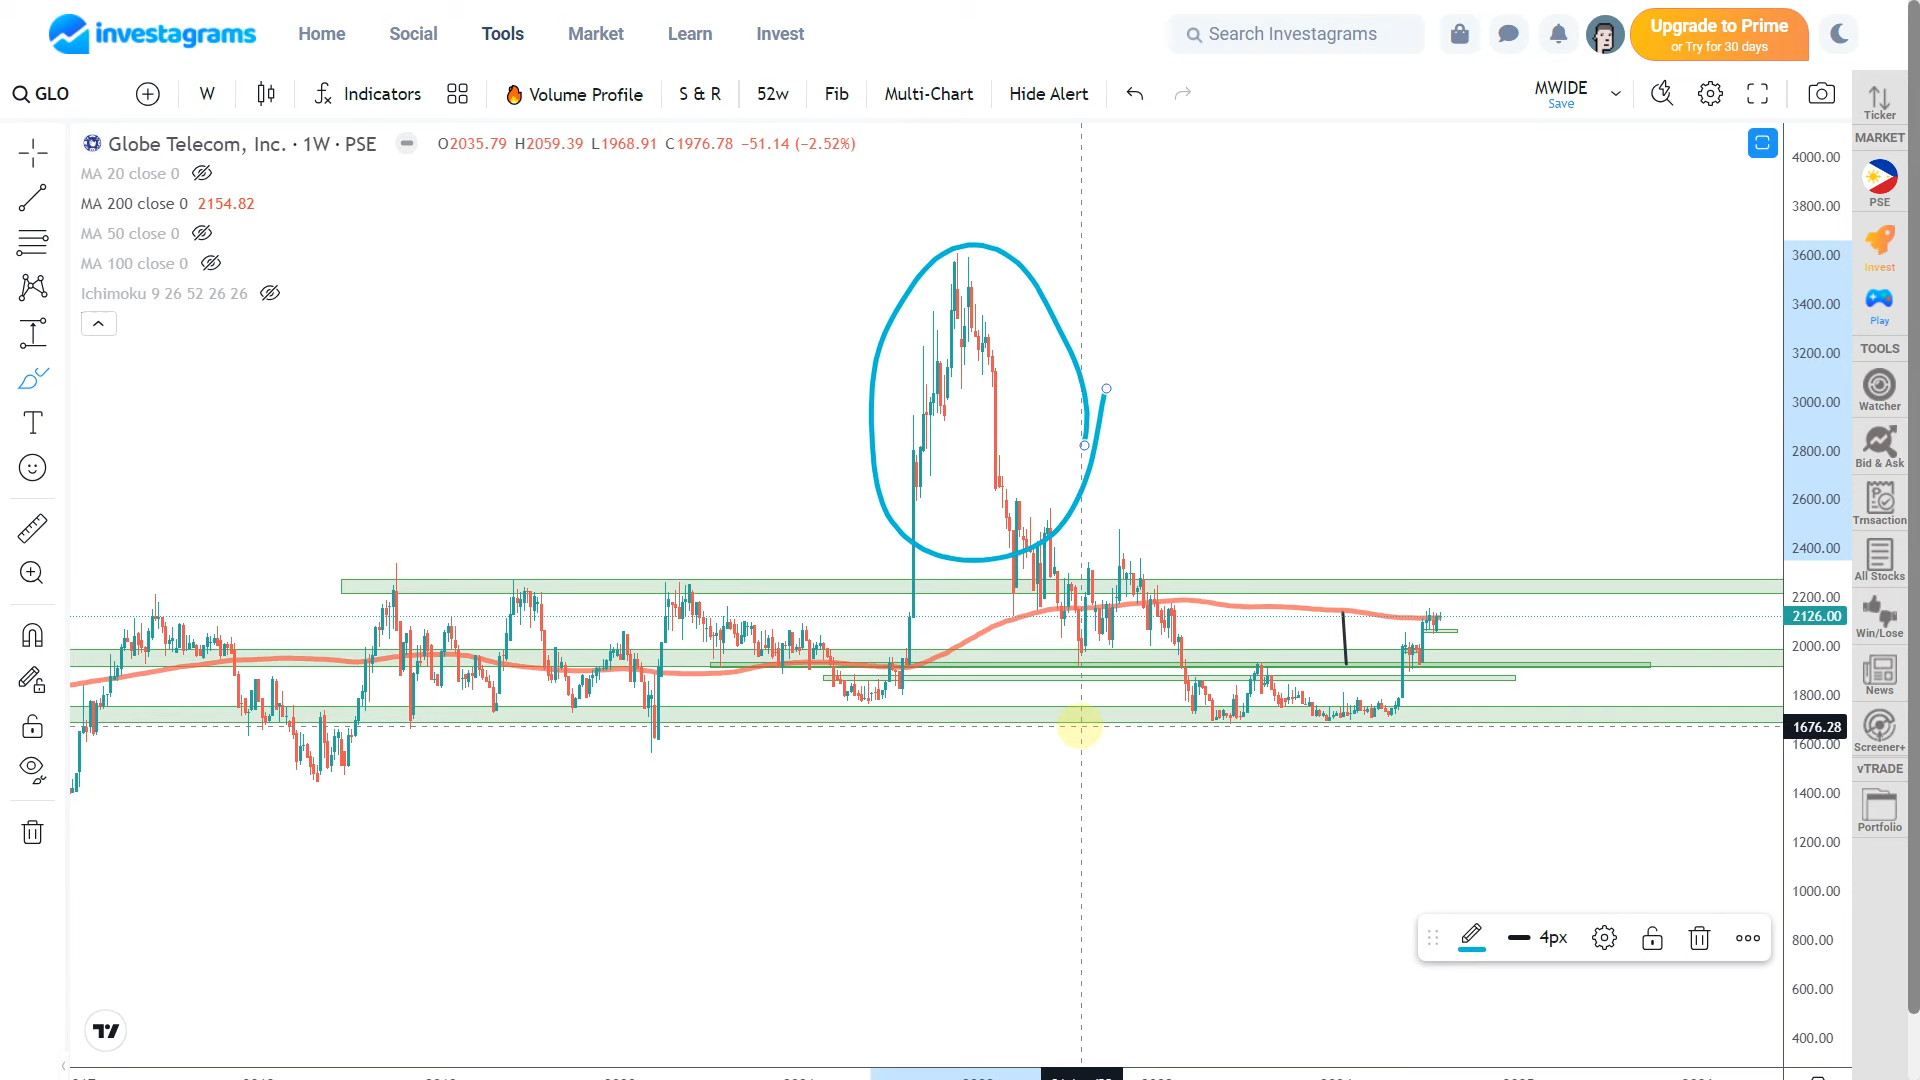 investagrams Home Social Tools Market Learn Invest Search Investagrams Upgrade to Prime
or Try for 30 days
GLO W Indicators Volume Profile S & R 52w Fib Multi-Chart Hide Alert MWIDE
Save
Ticker
Globe Telecom, Inc. · 1W · PSE O2035.79 H2059.39 L1968.91 C1976.78 −51.14 (−2.52%)
MA 20 close 0
MA 200 close 0 2154.82
MA 50 close 0
MA 100 close 0
Ichimoku 9 26 52 26 26
4000.00
3800.00
3600.00
3400.00
3200.00
3000.00
2800.00
2600.00
2400.00
2200.00
2126.00
2000.00
1800.00
1676.28
1600.00
1400.00
1200.00
1000.00
800.00
600.00
400.00
4px
MARKET
PSE
Invest
Play
TOOLS
Watcher
Bid & Ask
Trnsaction
All Stocks
Win/Lose
News
Screener+
vTRADE
Portfolio